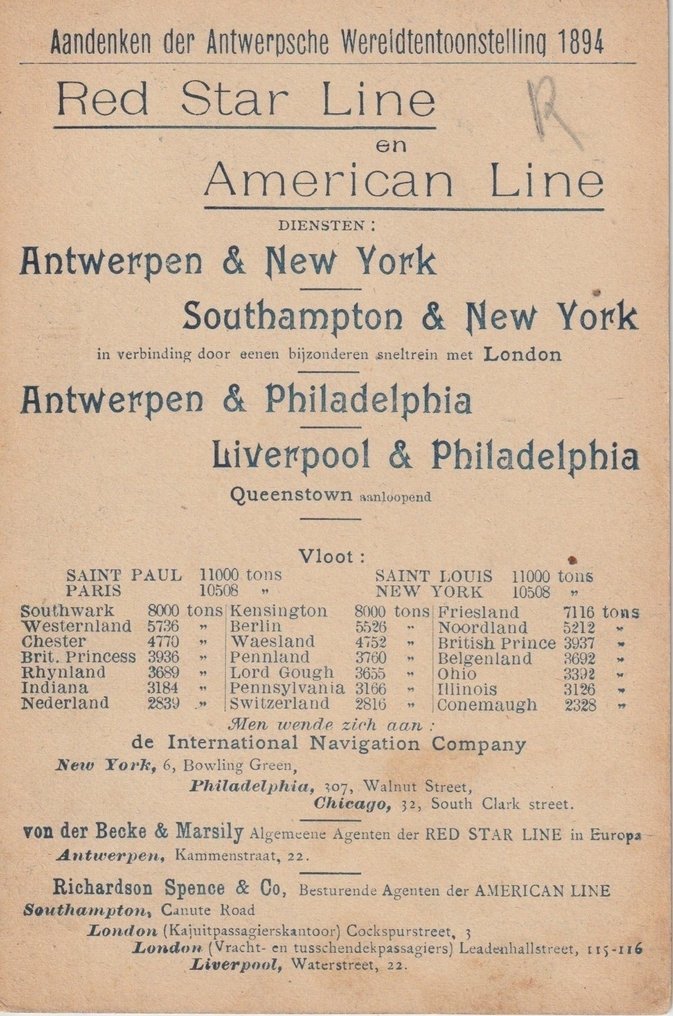 Aandenken der Antwerpsche Wereldtentoonstelling 1894
Red Star Line
R
en
American Line
DIENSTEN :
Antwerpen & New York
Southampton & New York
in verbinding door eenen bijzonderen sneltrein met London
Antwerpen & Philadelphia
Liverpool & Philadelphia
Queenstown aanloopend
Vloot :
SAINT PAUL 11000 tons SAINT LOUIS 11000 tons
PARIS 10508 „ NEW YORK 10508 „
Southwark 8000 tons Kensington 8000 tons Friesland 7116 tons
Westernland 5736 „ Berlin 5526 „ Noordland 5212 „
Chester 4770 „ Waesland 4752 „ British Prince 3937 „
Brit. Princess 3936 „ Pennland 3760 „ Belgenland 3692 „
Rhynland 3689 „ Lord Gough 3655 „ Ohio 3392 „
Indiana 3184 „ Pennsylvania 3166 „ Illinois 3126 „
Nederland 2839 „ Switzerland 2816 „ Conemaugh 2328 „
Men wende zich aan :
de International Navigation Company
New York, 6, Bowling Green,
Philadelphia, 307, Walnut Street,
Chicago, 32, South Clark street.
von der Becke & Marsily Algemeene Agenten der RED STAR LINE in Europa
Antwerpen, Kammenstraat, 22.
Richardson Spence & Co, Besturende Agenten der AMERICAN LINE
Southampton, Canute Road
London (Kajuitpassagierskantoor) Cockspurstreet, 3
London (Vracht- en tusschendekpassagiers) Leadenhallstreet, 115-116
Liverpool, Waterstreet, 22.